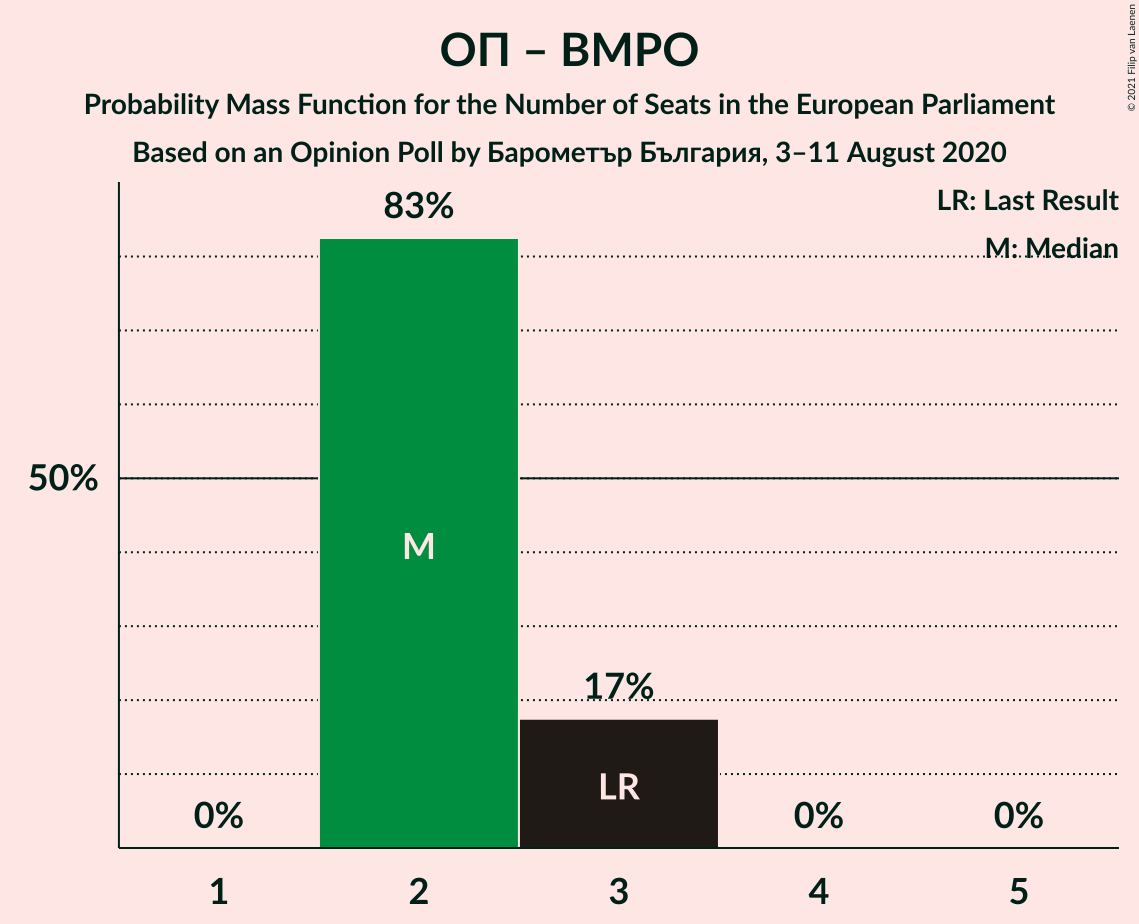 ОП – ВМРО
Probability Mass Function for the Number of Seats in the European Parliament
Based on an Opinion Poll by Барометър България, 3–11 August 2020
© 2021 Filip van Laenen
LR: Last Result
M: Median
83%
50%
M
17%
LR
0%
0%
0%
1
2
3
4
5